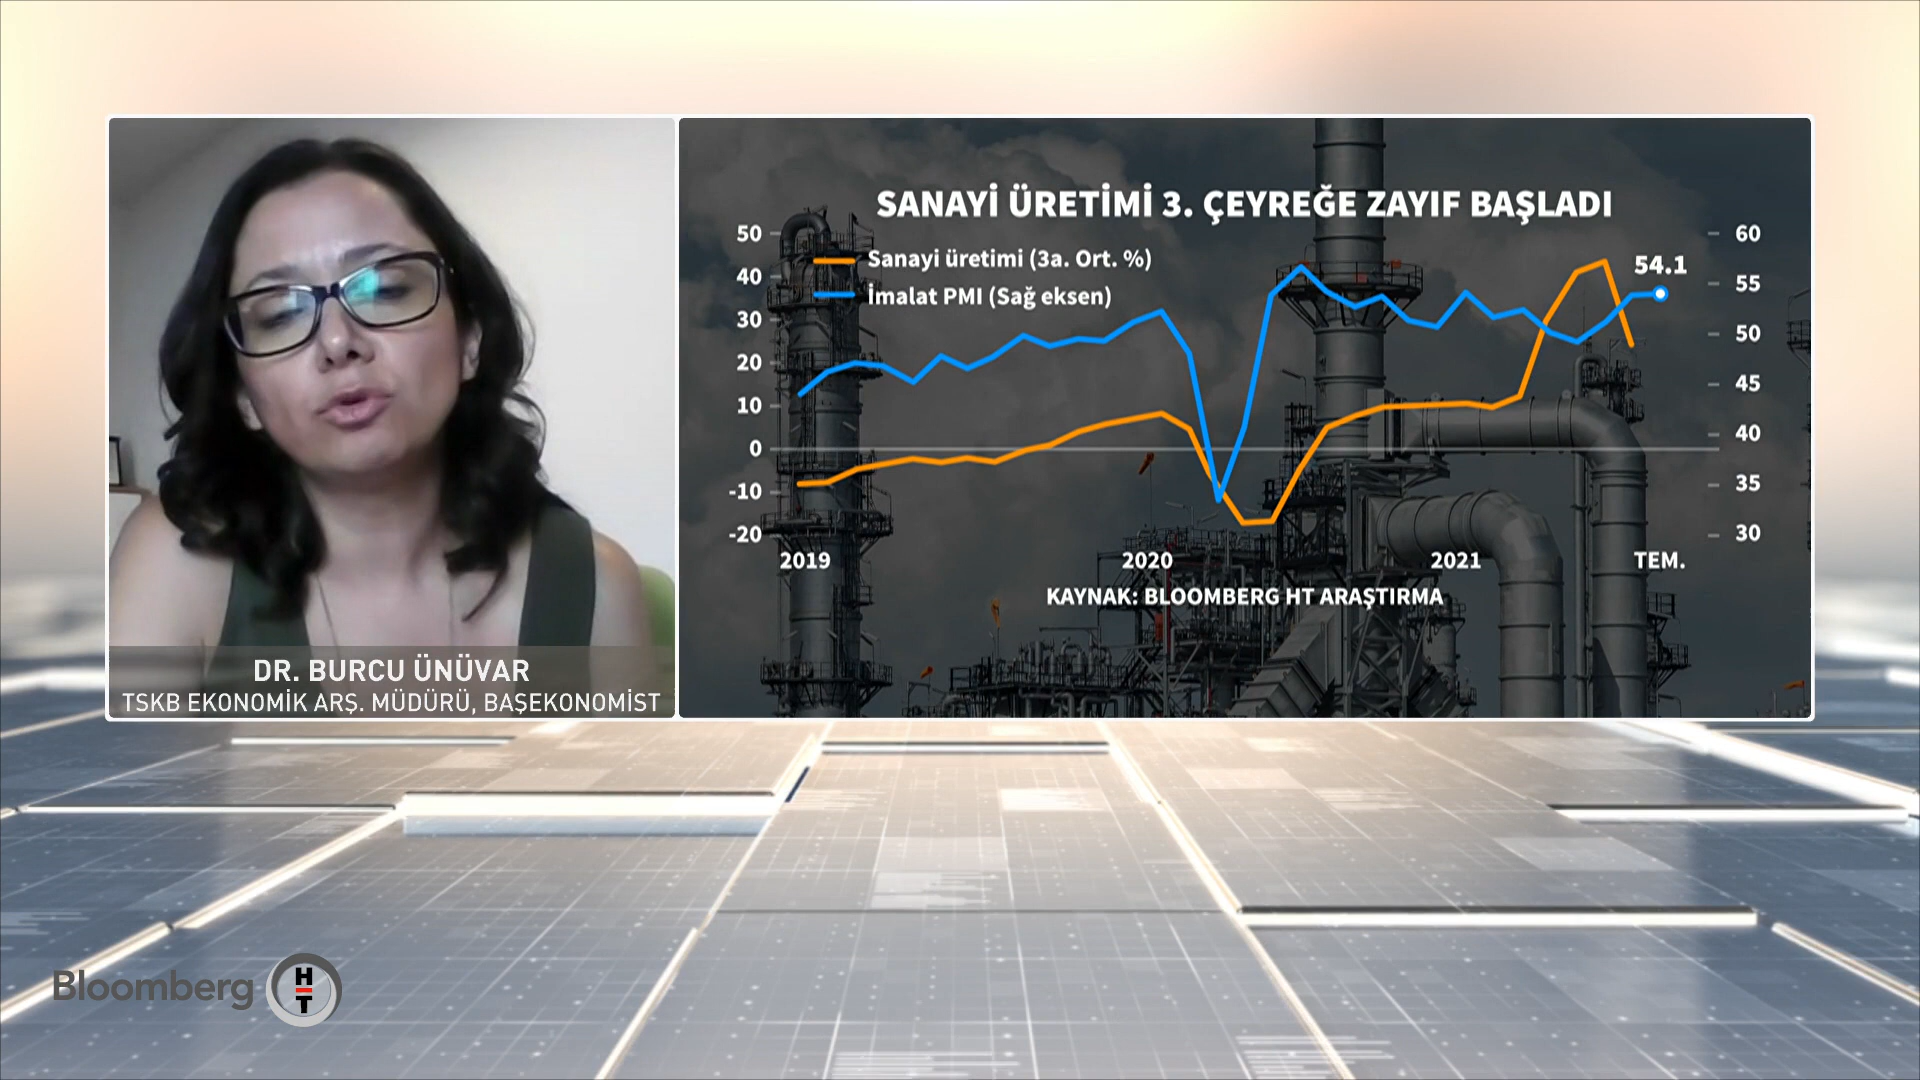 SANAYİ ÜRETİMİ 3. ÇEYREĞE ZAYIF BAŞLADI
50
40
30
20
10
0
-10
-20
Sanayi üretimi (3a. Ort. %)
İmalat PMI (Sağ eksen)
54.1
60
55
50
45
40
35
30
2019 2020 2021 TEM.
KAYNAK: BLOOMBERG HT ARAŞTIRMA
DR. BURCU ÜNÜVAR
TSKB EKONOMİK ARŞ. MÜDÜRÜ, BAŞEKONOMİST
Bloomberg HT